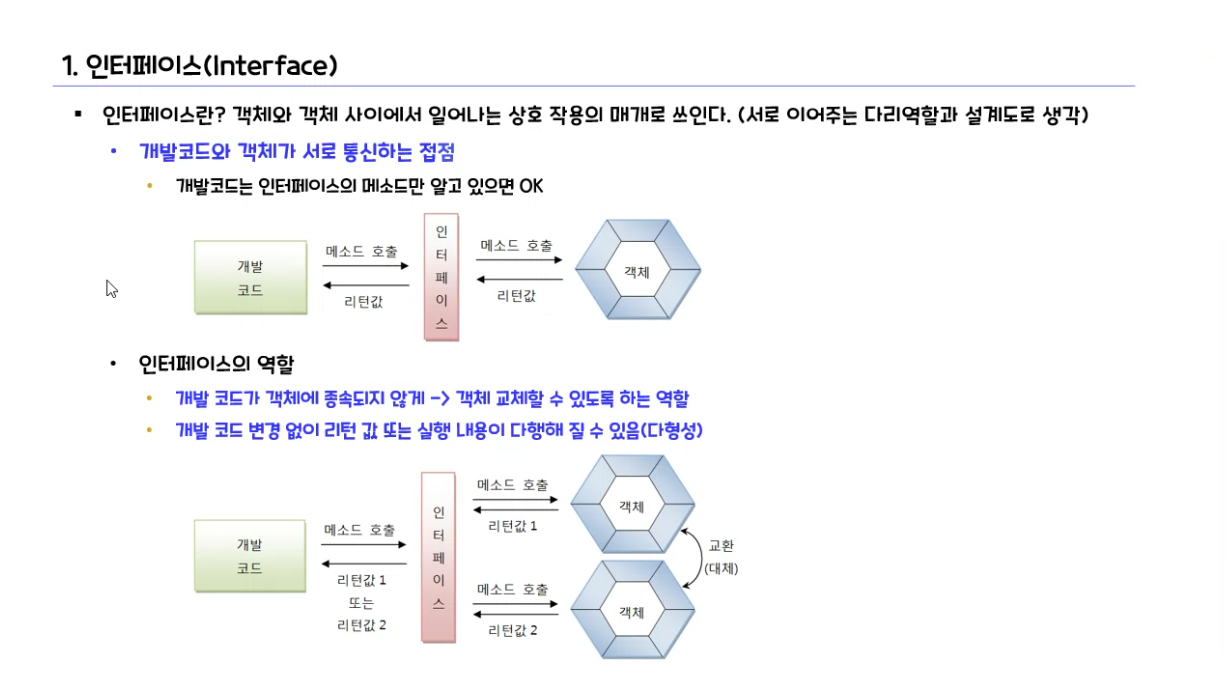 1. 인터페이스(Interface)
▪ 인터페이스란? 객체와 객체 사이에서 일어나는 상호 작용의 매개로 쓰인다. (서로 이어주는 다리역할과 설계도로 생각)
• 개발코드와 객체가 서로 통신하는 접점
• 개발코드는 인터페이스의 메소드만 알고 있으면 OK
개발
코드
메소드 호출
리턴값
인
터
페
이
스
메소드 호출
리턴값
객체
• 인터페이스의 역할
• 개발 코드가 객체에 종속되지 않게 -> 객체 교체할 수 있도록 하는 역할
• 개발 코드 변경 없이 리턴 값 또는 실행 내용이 다행해 질 수 있음(다형성)
개발
코드
메소드 호출
리턴값 1
또는
리턴값 2
인
터
페
이
스
메소드 호출
리턴값 1
객체
교환
(대체)
메소드 호출
리턴값 2
객체